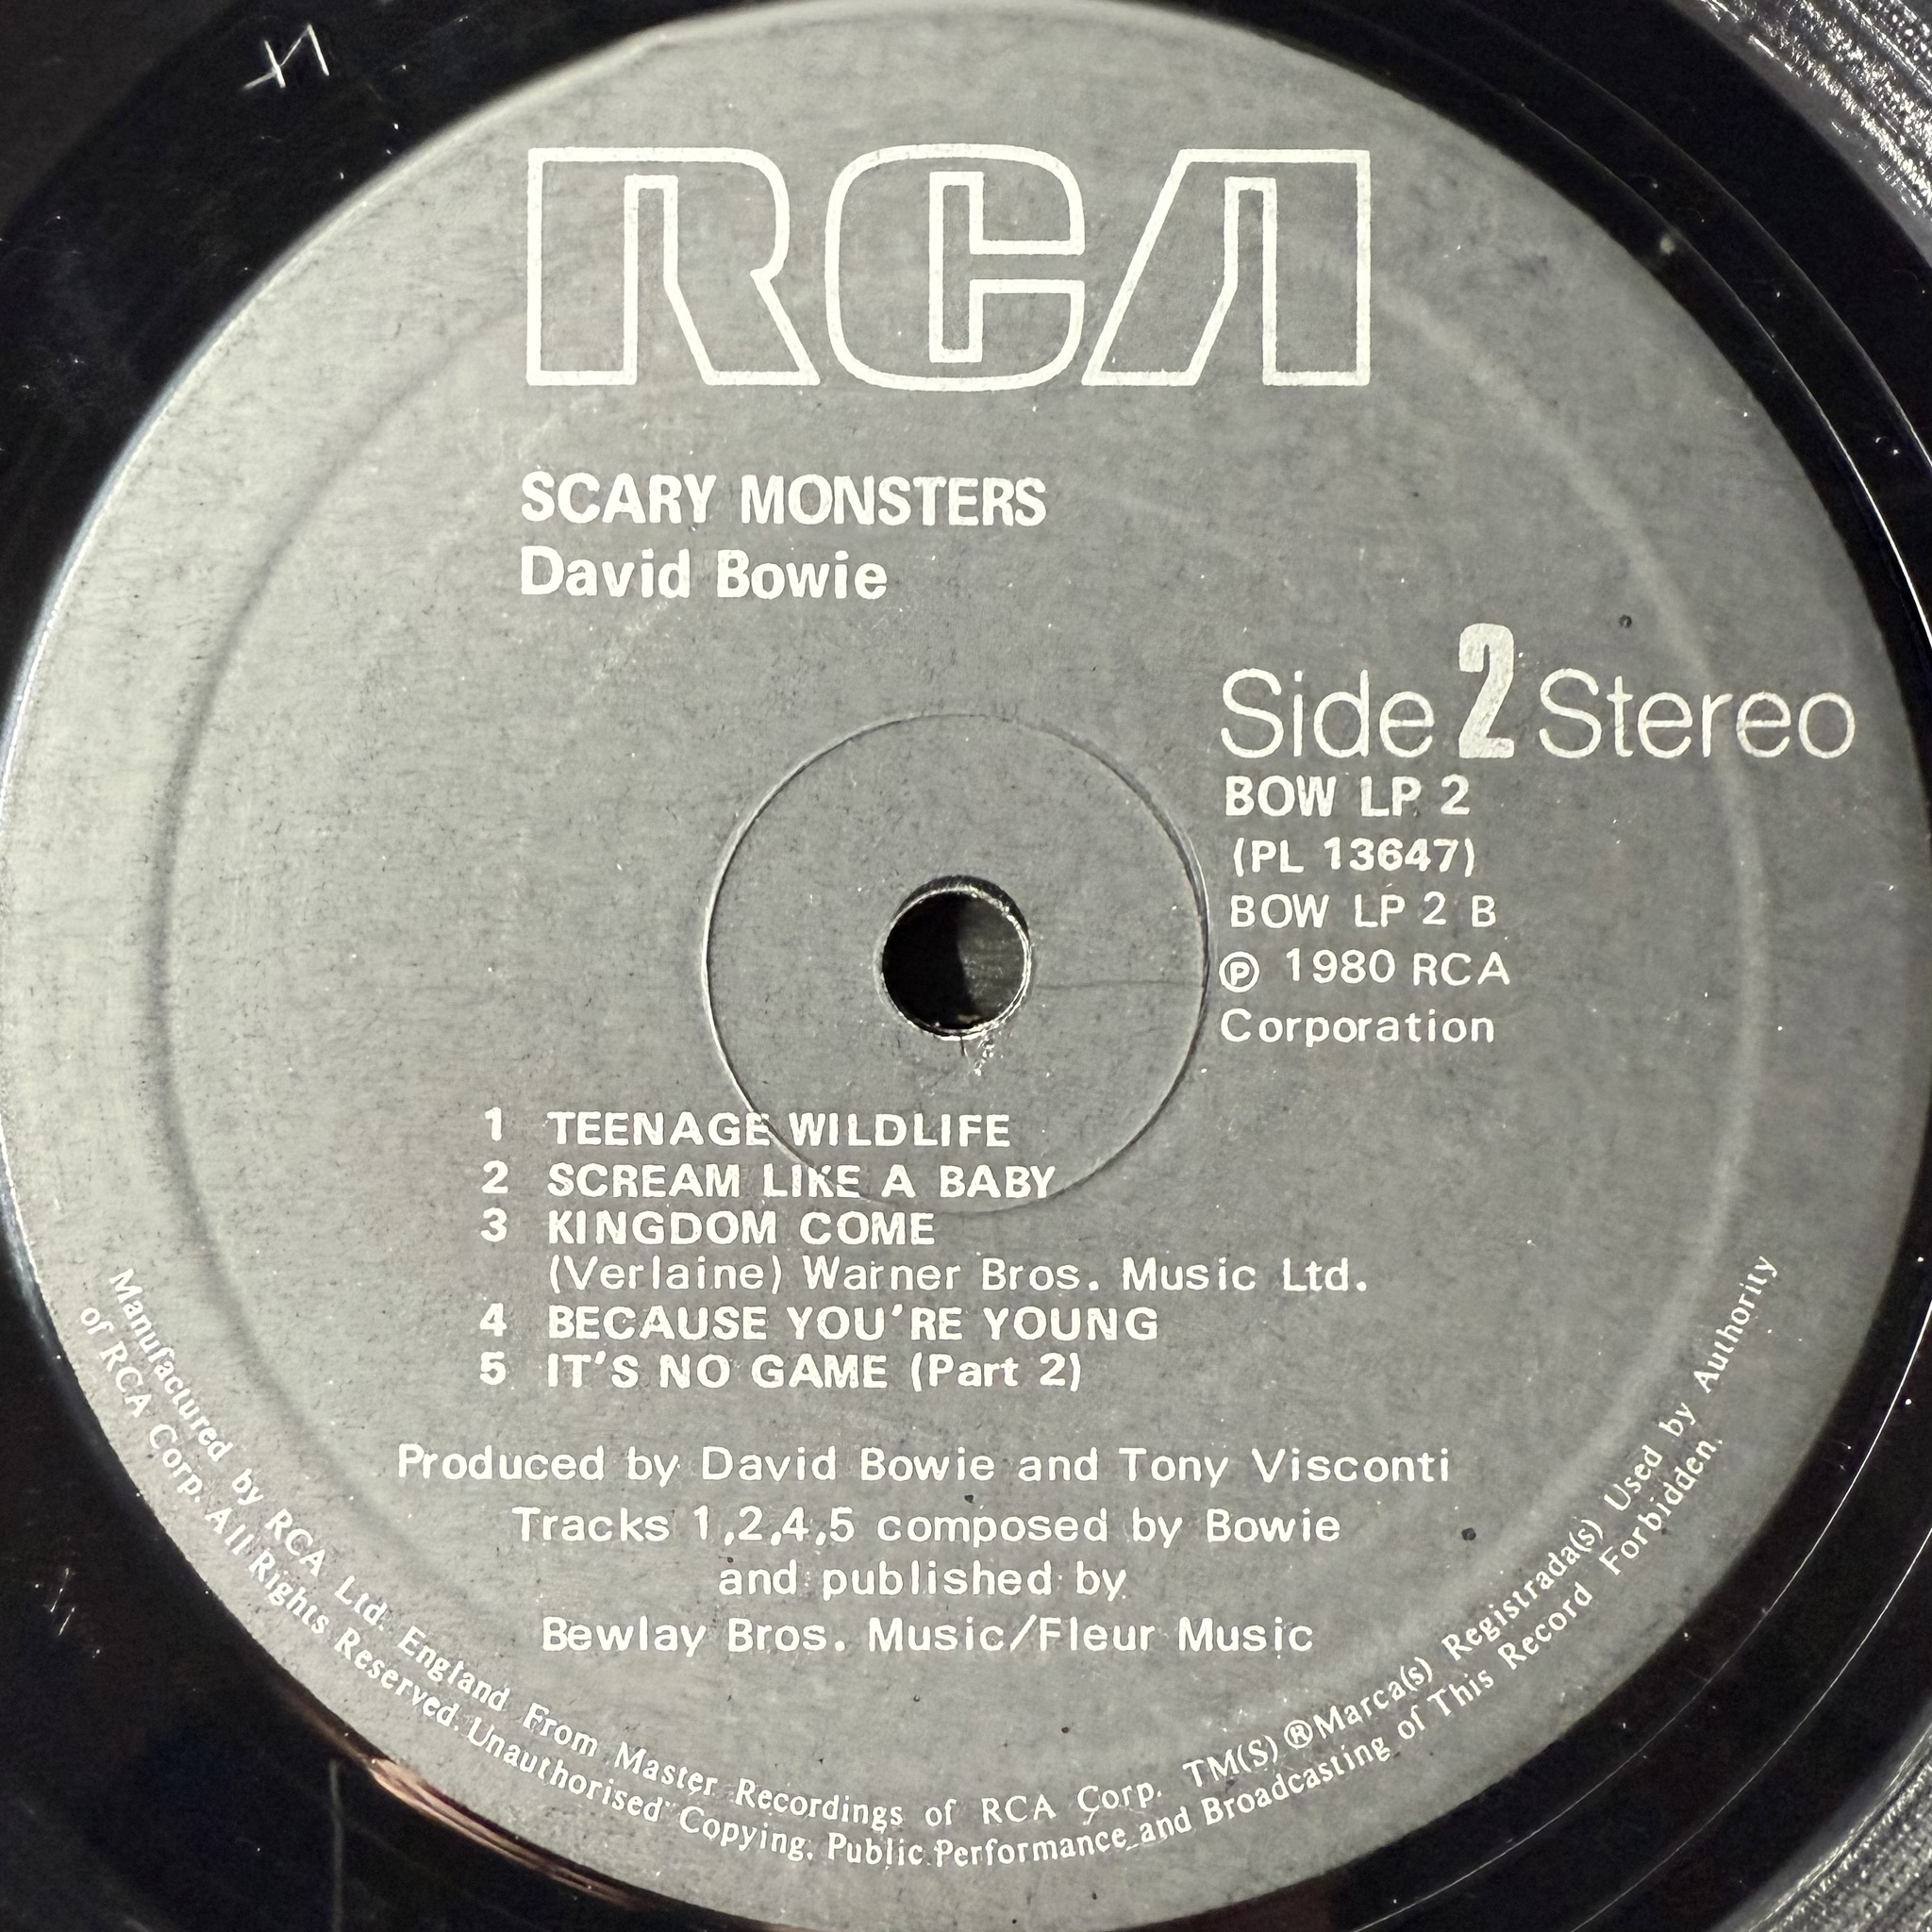 RCA
SCARY MONSTERS
David Bowie
Side 2 Stereo
BOW LP 2
(PL 13647)
BOW LP 2 B
℗ 1980 RCA
Corporation
1 TEENAGE WILDLIFE
2 SCREAM LIKE A BABY
3 KINGDOM COME
(Verlaine) Warner Bros. Music Ltd.
4 BECAUSE YOU'RE YOUNG
5 IT'S NO GAME (Part 2)
Produced by David Bowie and Tony Visconti
Tracks 1,2,4,5 composed by Bowie
and published by
Bewlay Bros. Music/Fleur Music
Manufactured by RCA Ltd. England From Master Recordings of RCA Corp. TM(S) ® Marca(s) Registrada(s) Used by Authority
of RCA Corp. All Rights Reserved. Unauthorised Copying, Public Performance and Broadcasting of This Record Forbidden.